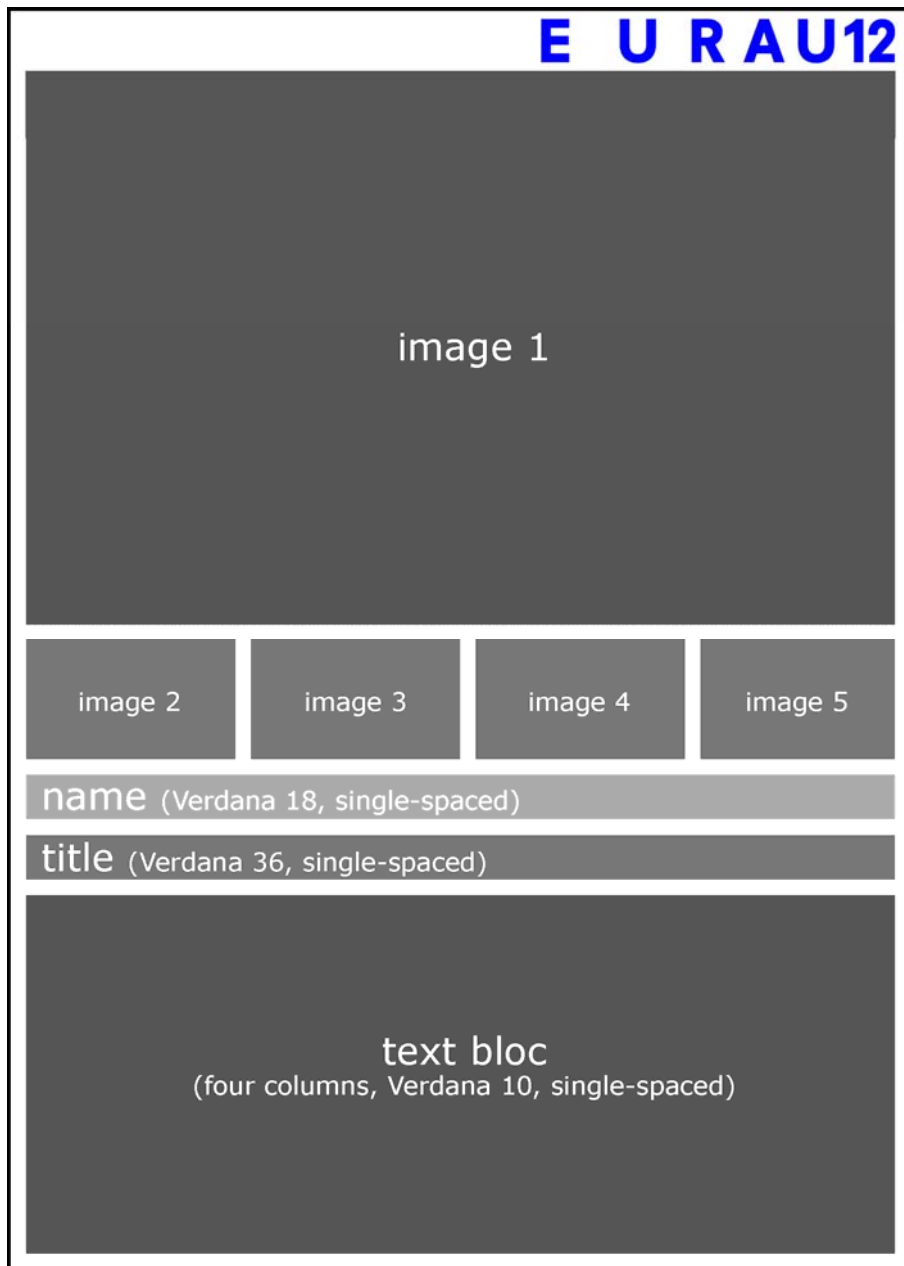 E U R A U12
image 1
image 2 image 3 image 4 image 5
name (Verdana 18, single-spaced)
title (Verdana 36, single-spaced)
text bloc
(four columns, Verdana 10, single-spaced)